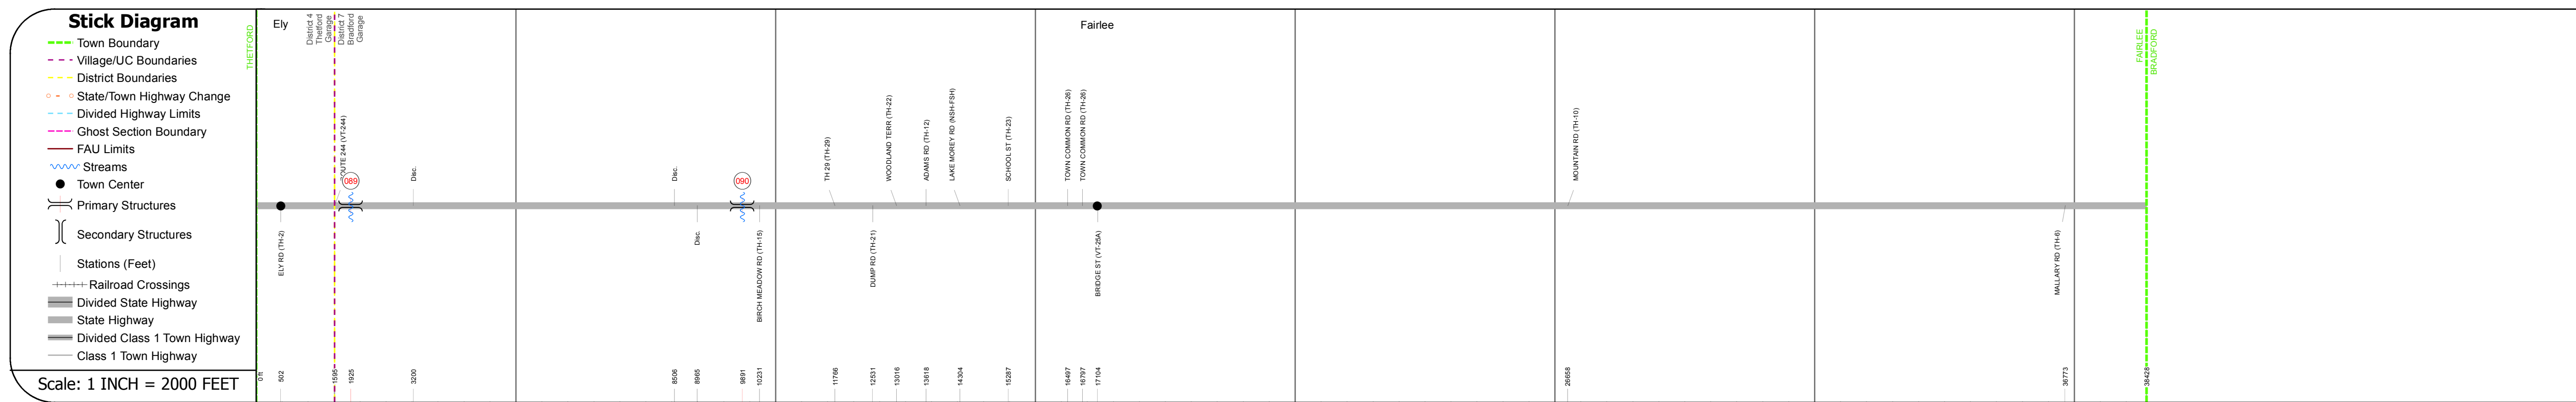 Stick Diagram
Town Boundary
Village/UC Boundaries
District Boundaries
State/Town Highway Change
Divided Highway Limits
Ghost Section Boundary
FAU Limits
Streams
Town Center
Primary Structures
Secondary Structures
Stations (Feet)
Railroad Crossings
Divided State Highway
State Highway
Divided Class 1 Town Highway
Class 1 Town Highway
Scale: 1 INCH = 2000 FEET
THETFORD
Ely
District 4
Thetford
Garage
District 7
Bradford
Garage
Fairlee
FAIRLEE
BRADFORD
ROUTE 244 (VT-244)
089
Disc.
Disc.
090
TH 29 (TH-29)
WOODLAND TERR (TH-22)
ADAMS RD (TH-12)
LAKE MOREY RD (NSH-FSH)
SCHOOL ST (TH-23)
TOWN COMMON RD (TH-26)
TOWN COMMON RD (TH-26)
MOUNTAIN RD (TH-10)
ELY RD (TH-2)
Disc.
BIRCH MEADOW RD (TH-15)
DUMP RD (TH-21)
BRIDGE ST (VT-25A)
MALLARY RD (TH-6)
0 ft
502
1595
1925
3200
8506
8965
9891
10231
11766
12531
13016
13618
14304
15287
16497
16797
17104
26658
36773
38428